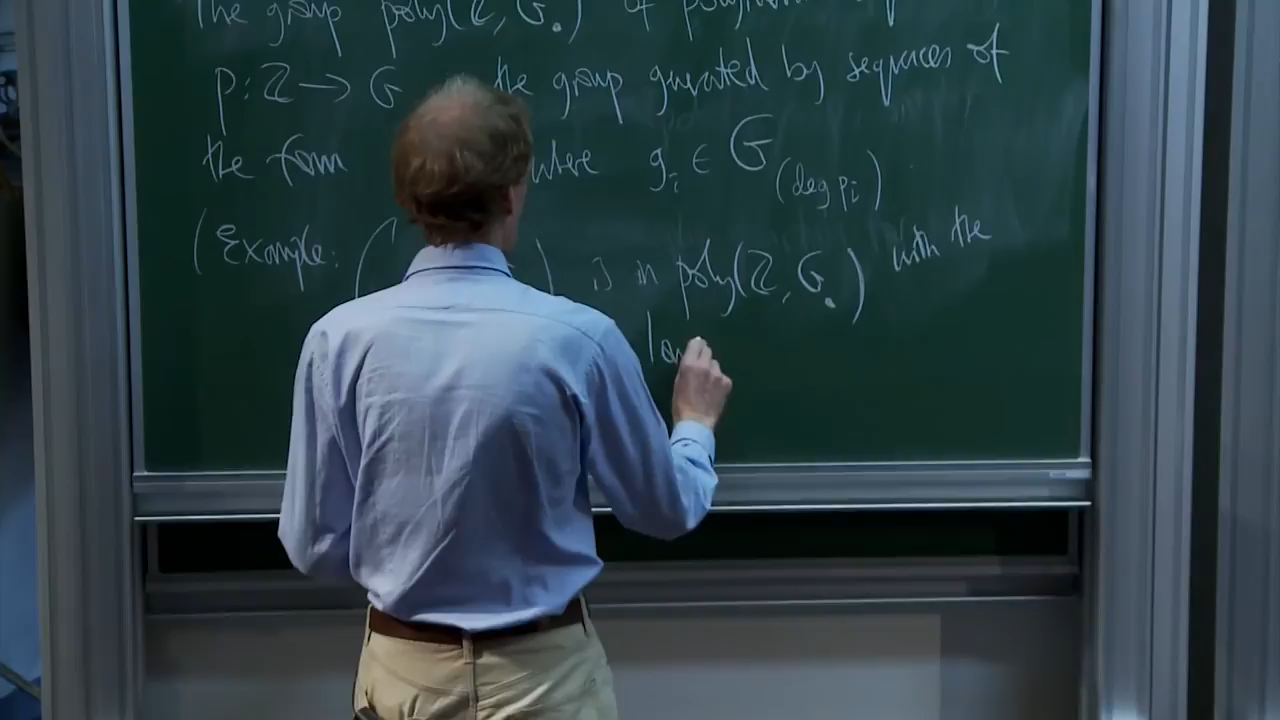 The group poly(ℤ, G•) of
p: ℤ → G the group generated by sequences of
the form where gᵢ ∈ G(deg pᵢ)
(Example: ( ) is in poly(ℤ, G•) with the